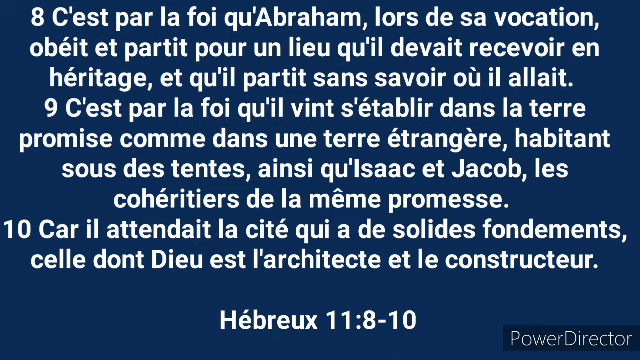 8 C'est par la foi qu'Abraham, lors de sa vocation,
obéit et partit pour un lieu qu'il devait recevoir en
héritage, et qu'il partit sans savoir où il allait.
9 C'est par la foi qu'il vint s'établir dans la terre
promise comme dans une terre étrangère, habitant
sous des tentes, ainsi qu'Isaac et Jacob, les
cohéritiers de la même promesse.
10 Car il attendait la cité qui a de solides fondements,
celle dont Dieu est l'architecte et le constructeur.
Hébreux 11:8-10
PowerDirector